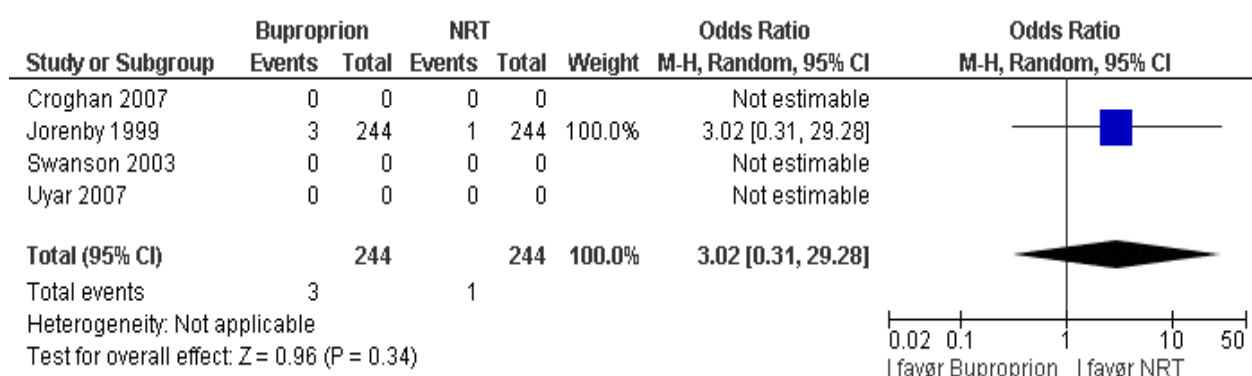 Buproprion NRT Odds Ratio Odds Ratio
Study or Subgroup Events Total Events Total Weight M-H, Random, 95% CI M-H, Random, 95% CI
Croghan 2007 0 0 0 0 Not estimable
Jorenby 1999 3 244 1 244 100.0% 3.02 [0.31, 29.28]
Swanson 2003 0 0 0 0 Not estimable
Uyar 2007 0 0 0 0 Not estimable
Total (95% CI) 244 244 100.0% 3.02 [0.31, 29.28]
Total events 3 1
Heterogeneity: Not applicable
Test for overall effect: Z = 0.96 (P = 0.34)
0.02 0.1 1 10 50
I favør Buproprion I favør NRT